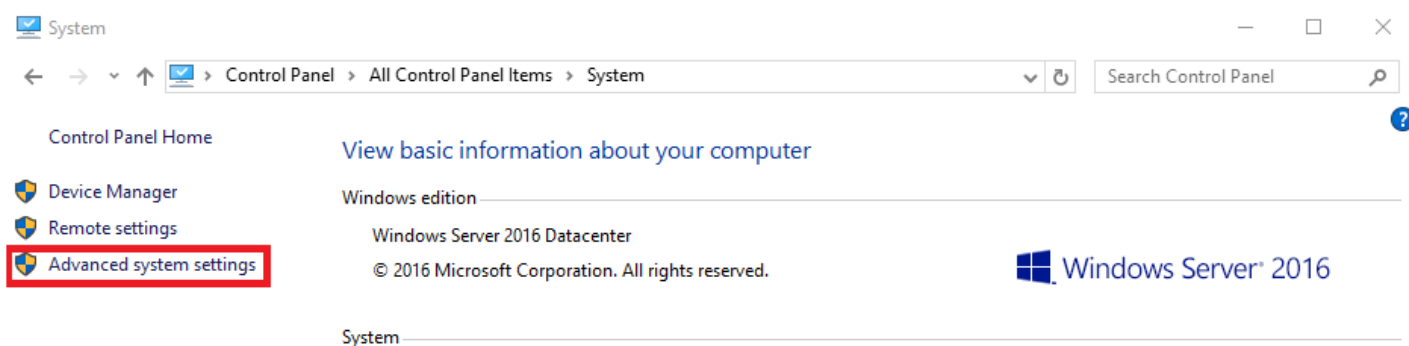 System
Control Panel > All Control Panel Items > System
Search Control Panel
?
Control Panel Home
View basic information about your computer
Device Manager
Windows edition
Remote settings
Windows Server 2016 Datacenter
Advanced system settings
© 2016 Microsoft Corporation. All rights reserved.
Windows Server® 2016
System